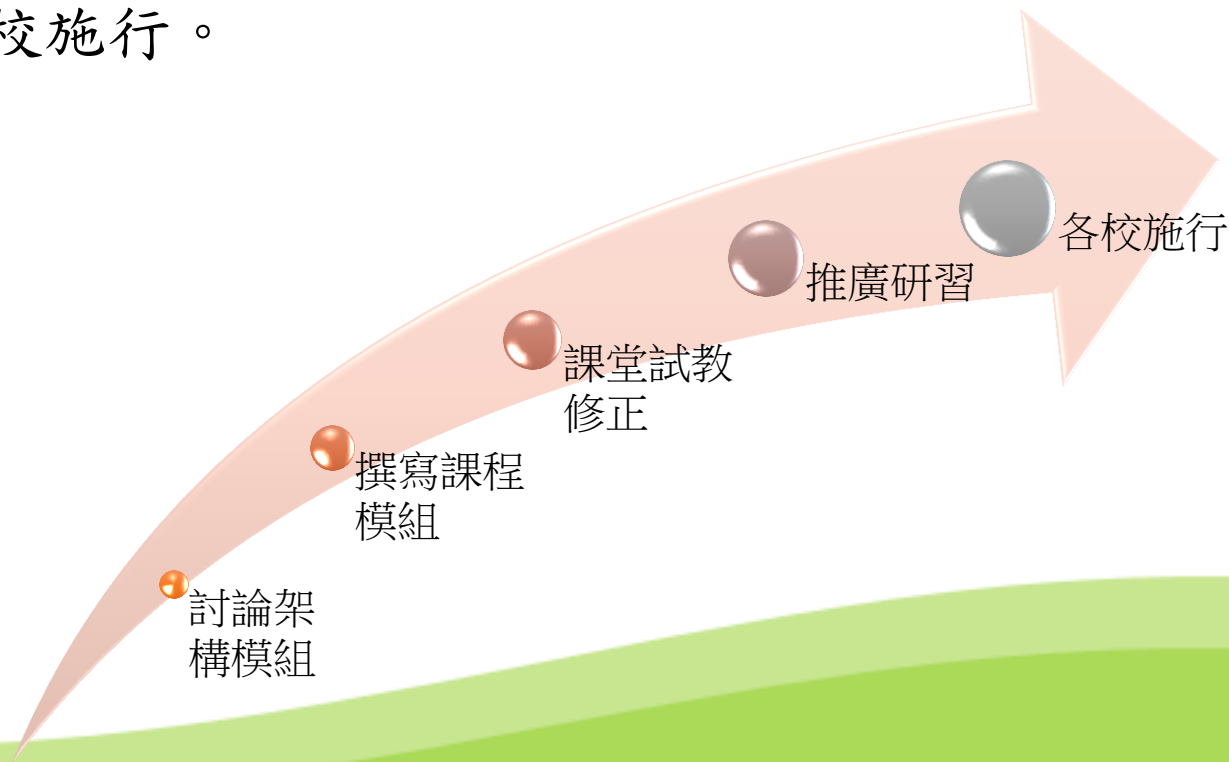 校施行。
各校施行
推廣研習
課堂試教
修正
撰寫課程
模組
討論架
構模組